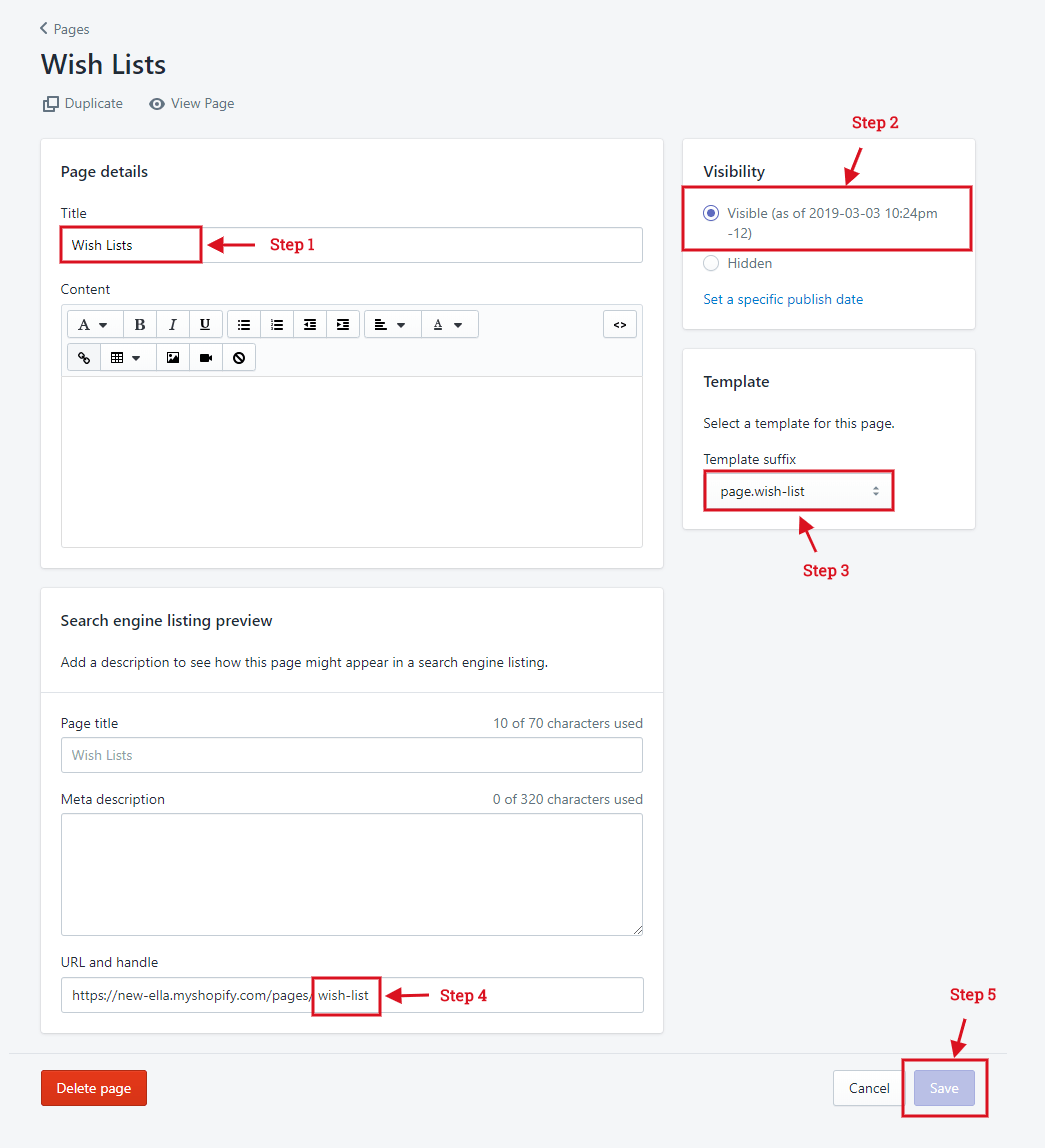 Pages
Wish Lists
Duplicate View Page
Step 2
Page details
Title
Wish Lists
Step 1
Content
A B I U A <>
Visibility
Visible (as of 2019-03-03 10:24pm
-12)
Hidden
Set a specific publish date
Template
Select a template for this page.
Template suffix
page.wish-list
Step 3
Search engine listing preview
Add a description to see how this page might appear in a search engine listing.
Page title 10 of 70 characters used
Wish Lists
Meta description 0 of 320 characters used
URL and handle
https://new-ella.myshopify.com/pages/ wish-list
Step 4
Step 5
Delete page Cancel Save